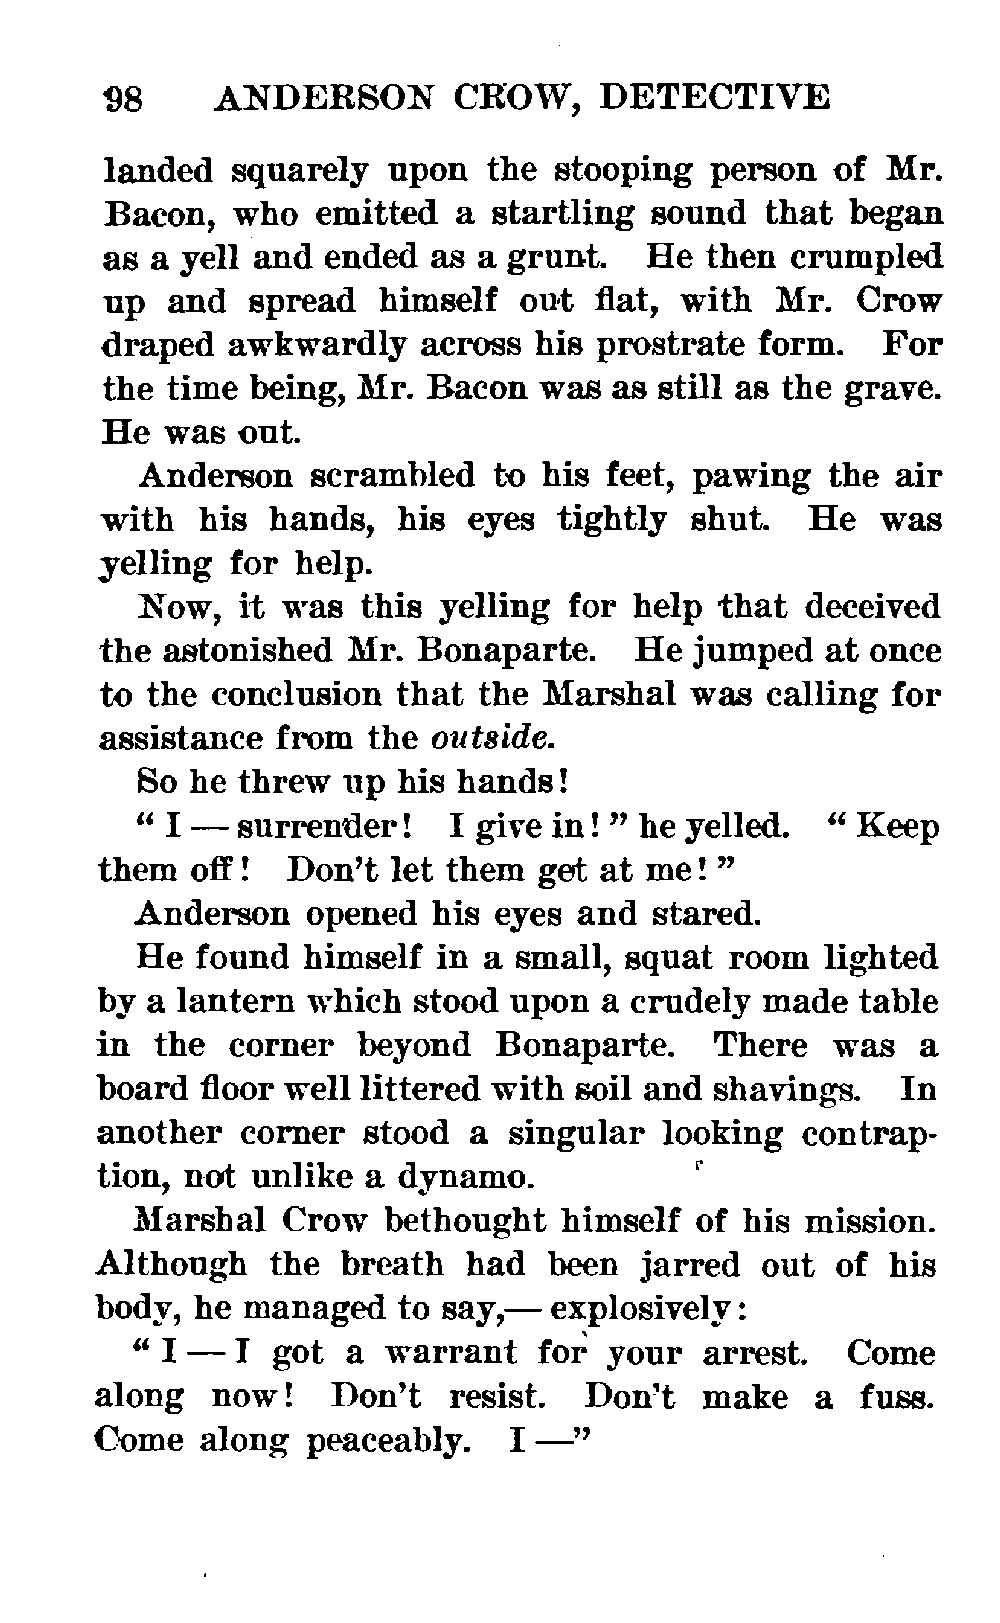 98 ANDERSON CROW, DETECTIVE
landed squarely upon the stooping person of Mr.
Bacon, who emitted a startling sound that began
as a yell and ended as a grunt. He then crumpled
up and spread himself out flat, with Mr. Crow
draped awkwardly across his prostrate form. For
the time being, Mr. Bacon was as still as the grave.
He was out.
Anderson scrambled to his feet, pawing the air
with his hands, his eyes tightly shut. He was
yelling for help.
Now, it was this yelling for help that deceived
the astonished Mr. Bonaparte. He jumped at once
to the conclusion that the Marshal was calling for
assistance from the outside.
So he threw up his hands!
“ I — surrender! I give in! ” he yelled. “ Keep
them off! Don't let them get at me! ”
Anderson opened his eyes and stared.
He found himself in a small, squat room lighted
by a lantern which stood upon a crudely made table
in the corner beyond Bonaparte. There was a
board floor well littered with soil and shavings. In
another corner stood a singular looking contrap-
tion, not unlike a dynamo.
Marshal Crow bethought himself of his mission.
Although the breath had been jarred out of his
body, he managed to say,— explosively:
“ I — I got a warrant for your arrest. Come
along now! Don't resist. Don't make a fuss.
Come along peaceably. I —”